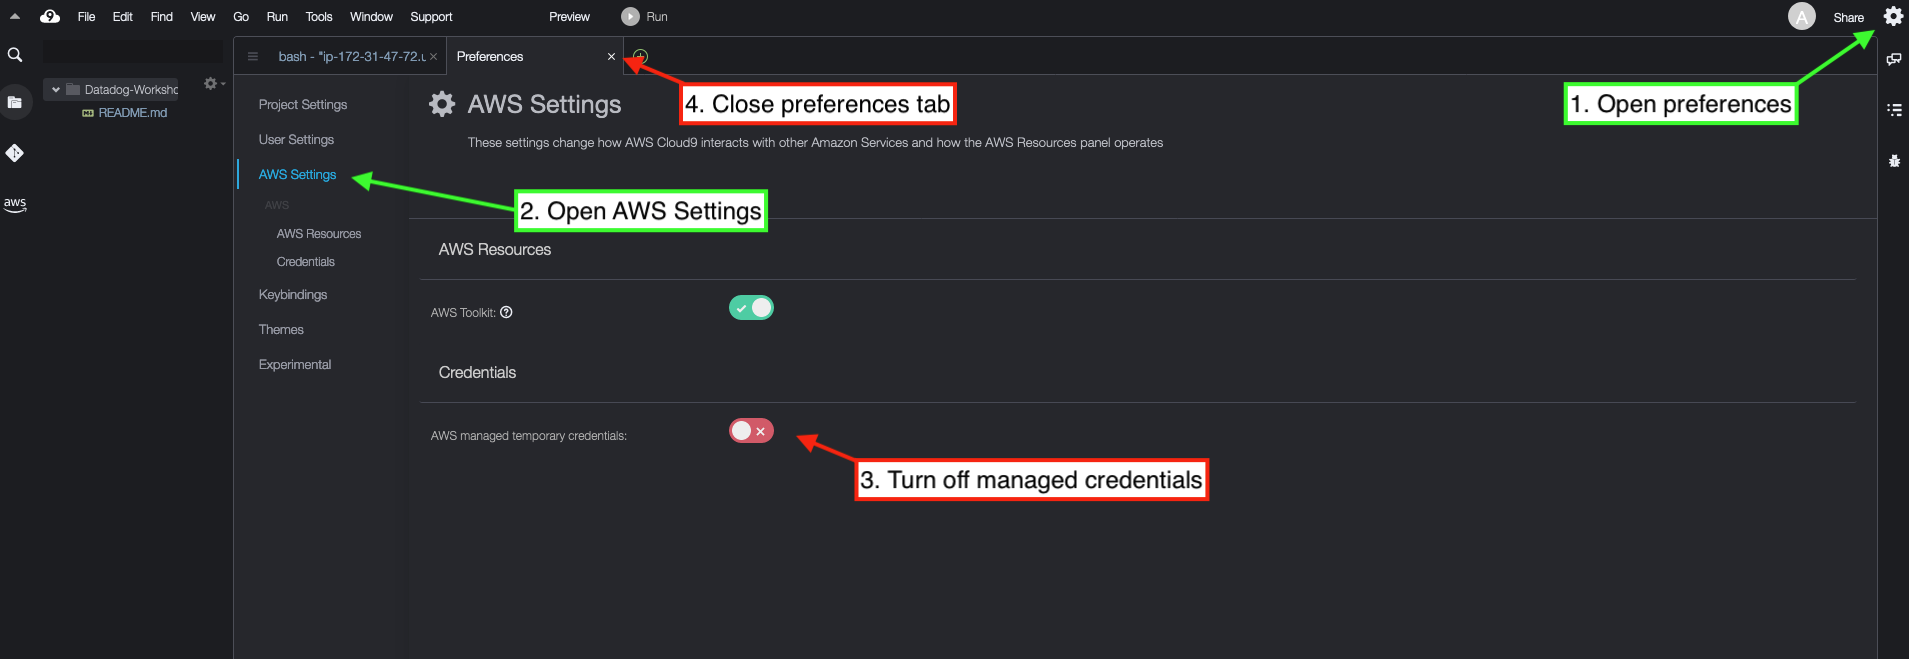 9 File Edit Find View Go Run Tools Window Support Preview Run A Share
bash - "ip-172-31-47-72.u × Preferences ×
Datadog-Worksho
README.md
aws
Project Settings
User Settings
AWS Settings
AWS
AWS Resources
Credentials
Keybindings
Themes
Experimental
AWS Settings
These settings change how AWS Cloud9 interacts with other Amazon Services and how the AWS Resources panel operates
AWS Resources
AWS Toolkit: ?
Credentials
AWS managed temporary credentials:
1. Open preferences
2. Open AWS Settings
3. Turn off managed credentials
4. Close preferences tab